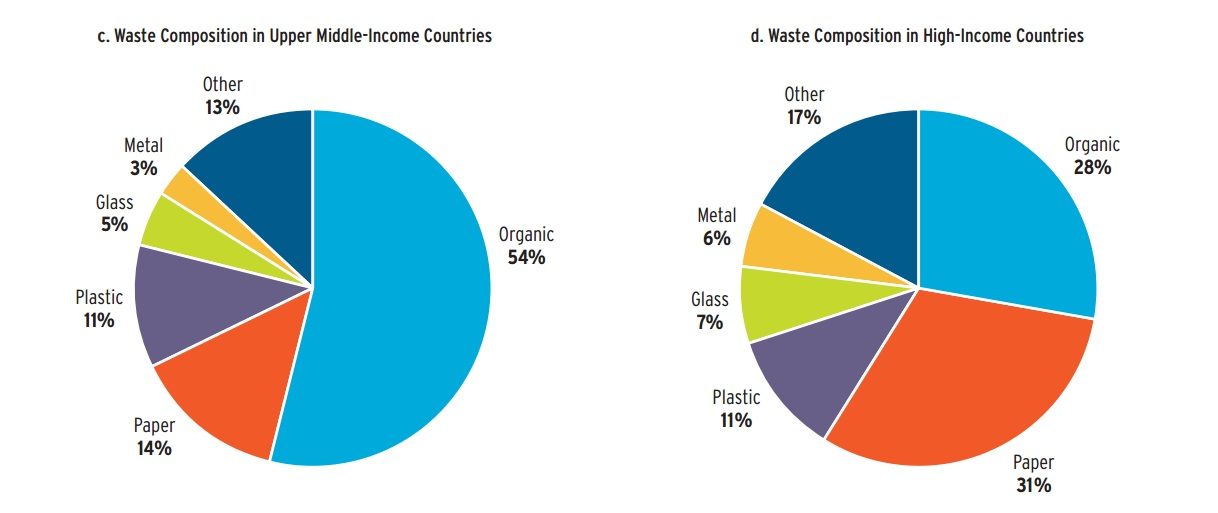 c. Waste Composition in Upper Middle-Income Countries
Other
13%
Metal
3%
Glass
5%
Plastic
11%
Paper
14%
Organic
54%
d. Waste Composition in High-Income Countries
Other
17%
Organic
28%
Metal
6%
Glass
7%
Plastic
11%
Paper
31%